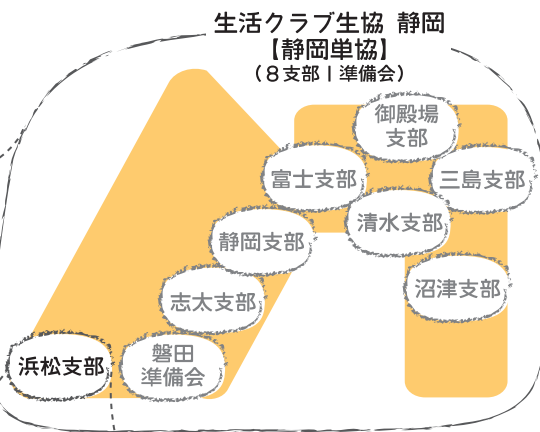 生活クラブ生協 静岡
【静岡単協】
（８支部１準備会）
御殿場
支部
富士支部
三島支部
清水支部
静岡支部
沼津支部
志太支部
磐田
準備会
浜松支部